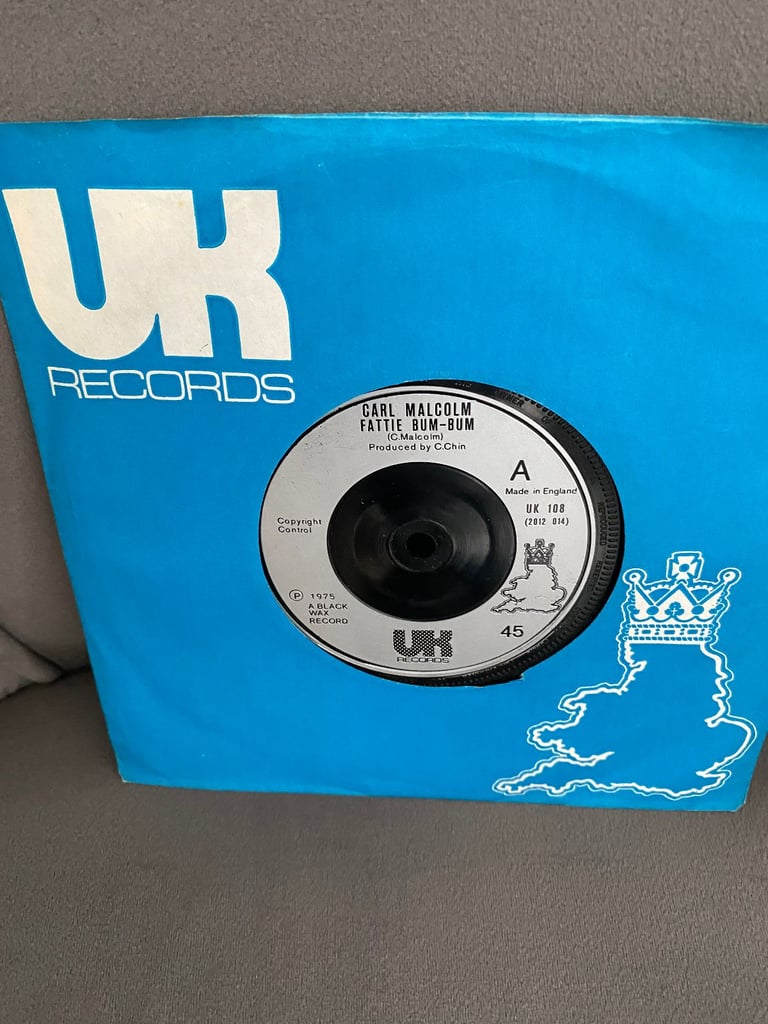 UK
RECORDS
CARL MALCOLM
FATTIE BUM-BUM
(C.Malcolm)
Produced by C.Chin
A
Made in England
UK 108
(2012 014)
Copyright
Control
Ⓟ 1975
A BLACK
WAX
RECORD
45
UK
RECORDS